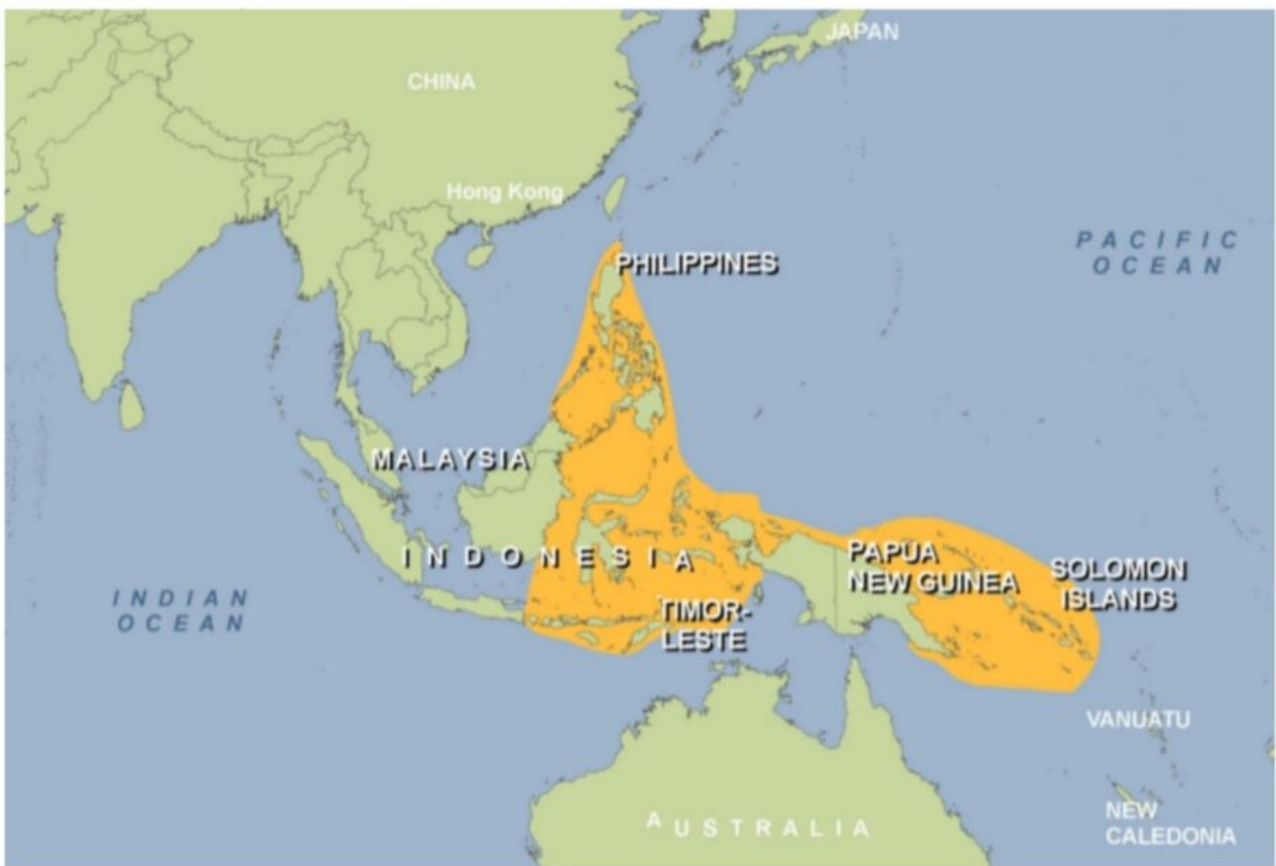 JAPAN
CHINA
Hong Kong
PACIFIC
OCEAN
PHILIPPINES
MALAYSIA
INDONESIA
PAPUA
NEW GUINEA
SOLOMON
ISLANDS
INDIAN
OCEAN
TIMOR-
LESTE
VANUATU
NEW
CALEDONIA
AUSTRALIA